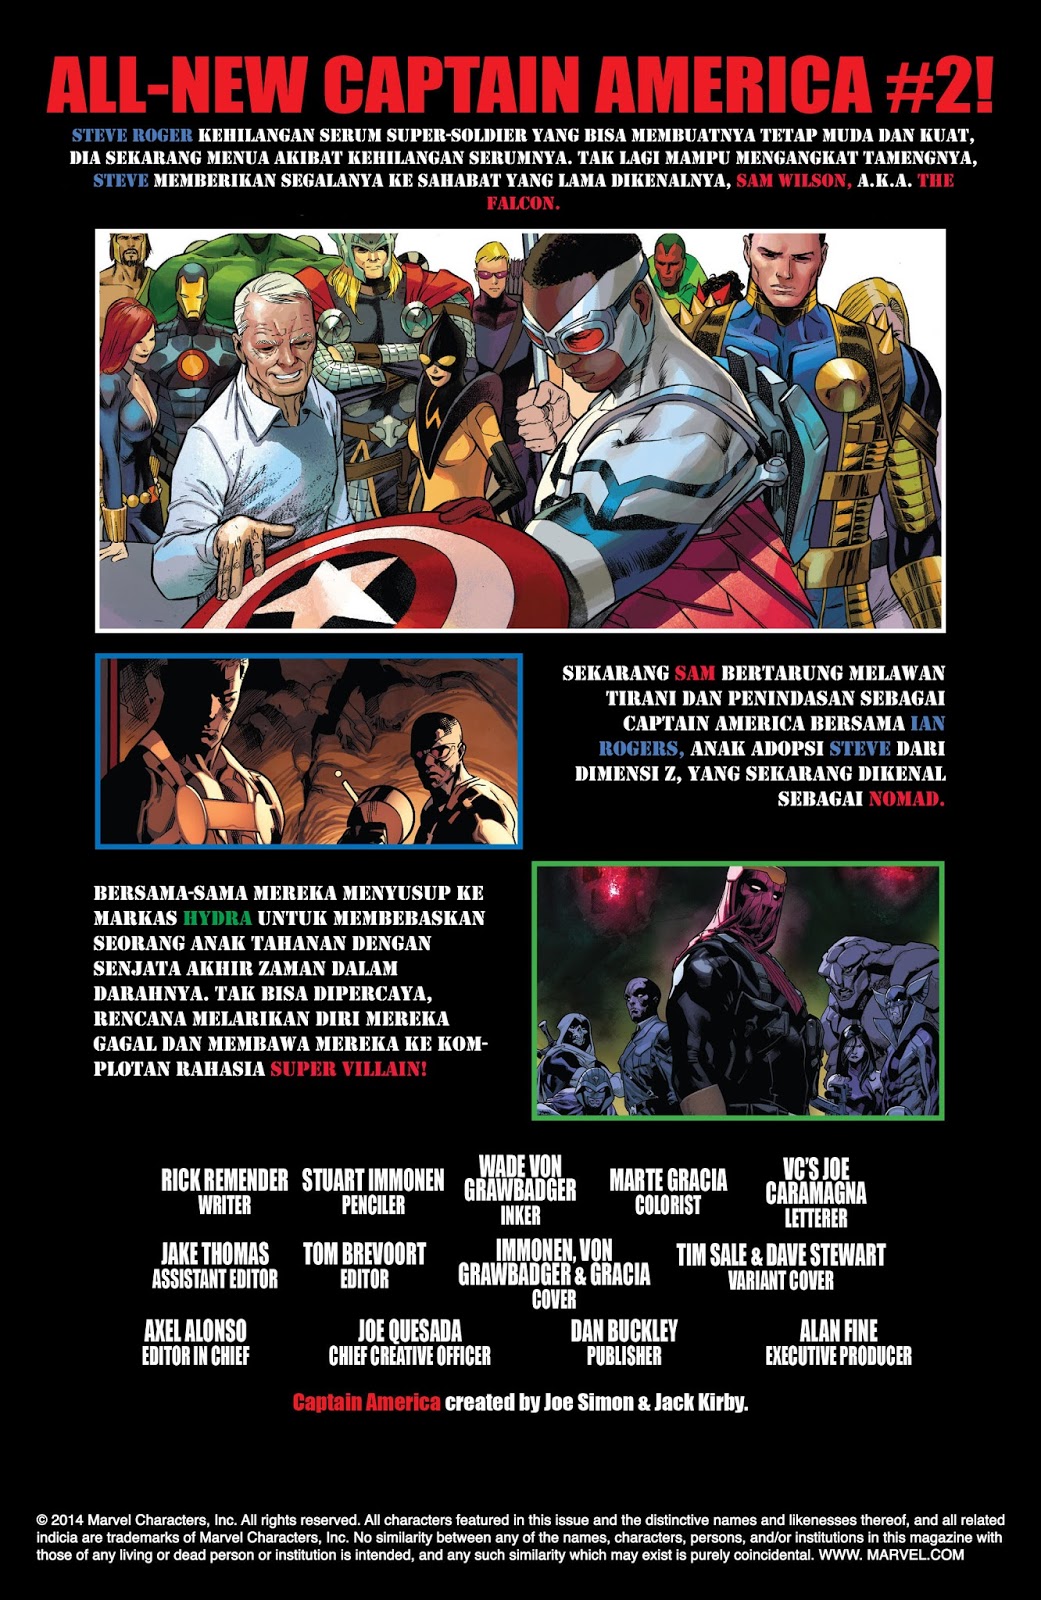 ALL-NEW CAPTAIN AMERICA #2!
STEVE ROGER KEHILANGAN SERUM SUPER-SOLDIER YANG BISA MEMBUATNYA TETAP MUDA DAN KUAT,
DIA SEKARANG MENUA AKIBAT KEHILANGAN SERUMNYA. TAK LAGI MAMPU MENGANGKAT TAMENGNYA,
STEVE MEMBERIKAN SEGALANYA KE SAHABAT YANG LAMA DIKENALNYA, SAM WILSON, A.K.A. THE
FALCON.
SEKARANG SAM BERTARUNG MELAWAN
TIRANI DAN PENINDASAN SEBAGAI
CAPTAIN AMERICA BERSAMA IAN
ROGERS, ANAK ADOPSI STEVE DARI
DIMENSI Z, YANG SEKARANG DIKENAL
SEBAGAI NOMAD.
BERSAMA-SAMA MEREKA MENYUSUP KE
MARKAS HYDRA UNTUK MEMBEBASKAN
SEORANG ANAK TAHANAN DENGAN
SENJATA AKHIR ZAMAN DALAM
DARAHNYA. TAK BISA DIPERCAYA,
RENCANA MELARIKAN DIRI MEREKA
GAGAL DAN MEMBAWA MEREKA KE KOM-
PLOTAN RAHASIA SUPER VILLAIN!
RICK REMENDER
WRITER
STUART IMMONEN
PENCILER
WADE VON
GRAWBADGER
INKER
MARTE GRACIA
COLORIST
VC'S JOE
CARAMAGNA
LETTERER
JAKE THOMAS
ASSISTANT EDITOR
TOM BREVOORT
EDITOR
IMMONEN, VON
GRAWBADGER & GRACIA
COVER
TIM SALE & DAVE STEWART
VARIANT COVER
AXEL ALONSO
EDITOR IN CHIEF
JOE QUESADA
CHIEF CREATIVE OFFICER
DAN BUCKLEY
PUBLISHER
ALAN FINE
EXECUTIVE PRODUCER
Captain America created by Joe Simon & Jack Kirby.
© 2014 Marvel Characters, Inc. All rights reserved. All characters featured in this issue and the distinctive names and likenesses thereof, and all related
indicia are trademarks of Marvel Characters, Inc. No similarity between any of the names, characters, persons, and/or institutions in this magazine with
those of any living or dead person or institution is intended, and any such similarity which may exist is purely coincidental. WWW. MARVEL.COM